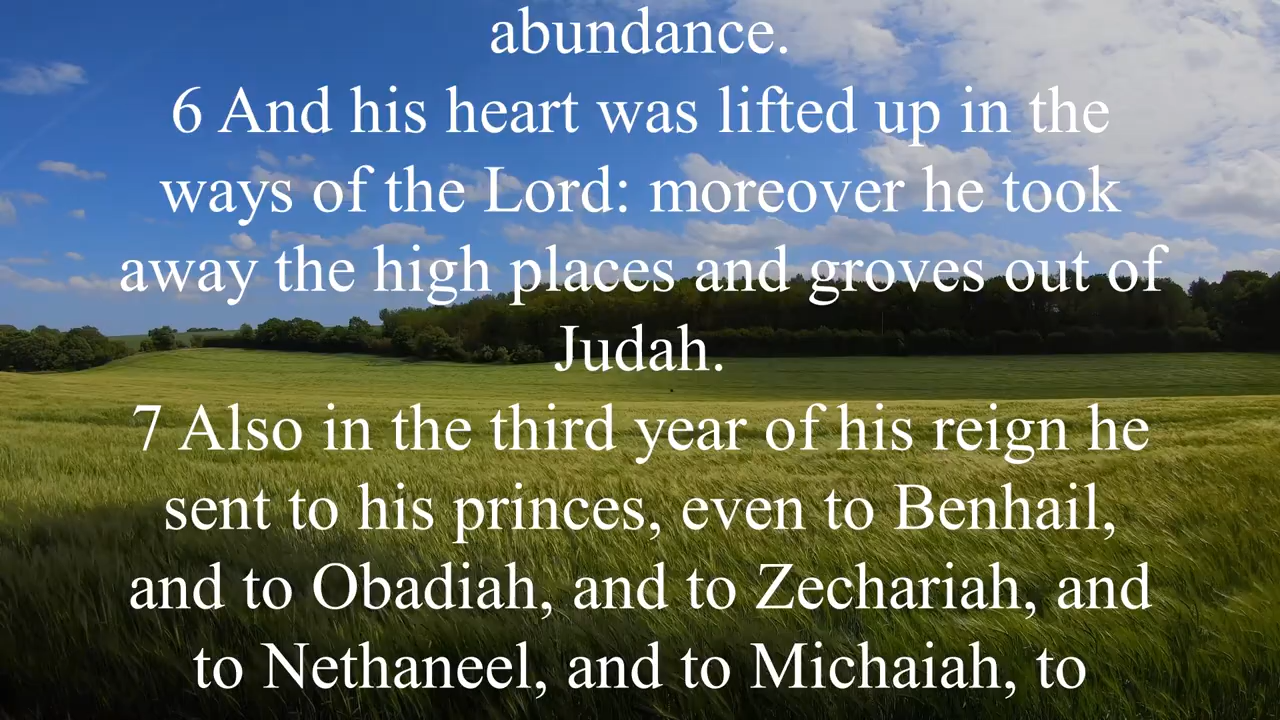 abundance.
6 And his heart was lifted up in the
ways of the Lord: moreover he took
away the high places and groves out of
Judah.
7 Also in the third year of his reign he
sent to his princes, even to Benhail,
and to Obadiah, and to Zechariah, and
to Nethaneel, and to Michaiah, to